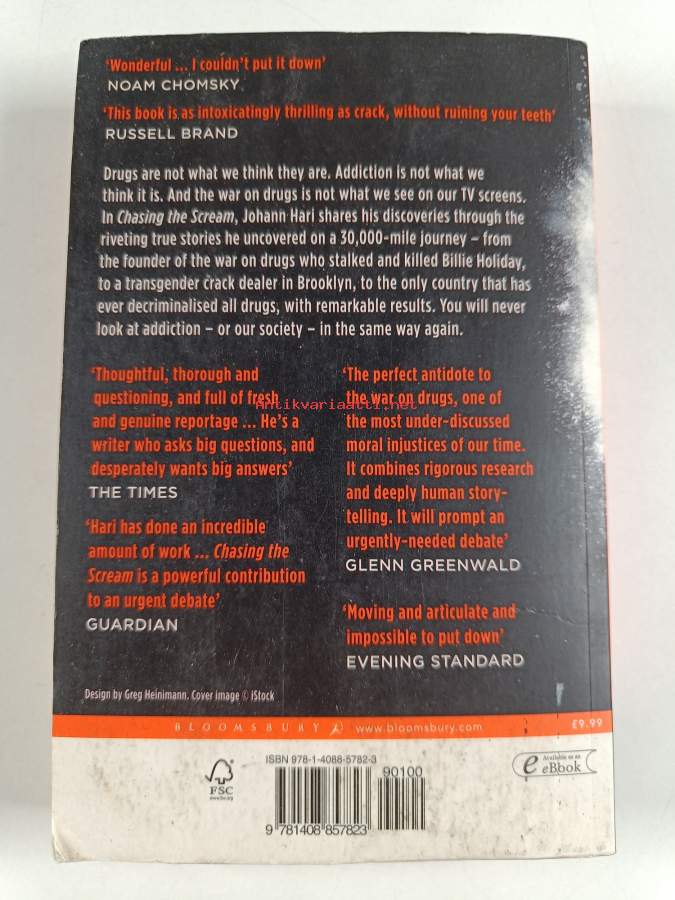 ‘Wonderful ... I couldn’t put it down’
NOAM CHOMSKY
‘This book is as intoxicatingly thrilling as crack, without ruining your teeth’
RUSSELL BRAND
Drugs are not what we think they are. Addiction is not what we
think it is. And the war on drugs is not what we see on our TV screens.
In Chasing the Scream, Johann Hari shares his discoveries through the
riveting true stories he uncovered on a 30,000-mile journey – from
the founder of the war on drugs who stalked and killed Billie Holiday,
to a transgender crack dealer in Brooklyn, to the only country that has
ever decriminalised all drugs, with remarkable results. You will never
look at addiction – or our society – in the same way again.
‘Thoughtful, thorough and
questioning, and full of fresh
and genuine reportage ... He’s a
writer who asks big questions, and
desperately wants big answers’
THE TIMES
‘Hari has done an incredible
amount of work ... Chasing the
Scream is a powerful contribution
to an urgent debate’
GUARDIAN
‘The perfect antidote to
the war on drugs, one of
the most under-discussed
moral injustices of our time.
It combines rigorous research
and deeply human story-
telling. It will prompt an
urgently-needed debate’
GLENN GREENWALD
‘Moving and articulate and
impossible to put down’
EVENING STANDARD
Antikvariaatti.net
Design by Greg Heinimann. Cover image © iStock
BLOOMSBURY www.bloomsbury.com £9.99
ISBN 978-1-4088-5782-3
90100
9 781408 857823
FSC
www.fsc.org
e Available as an
eBook